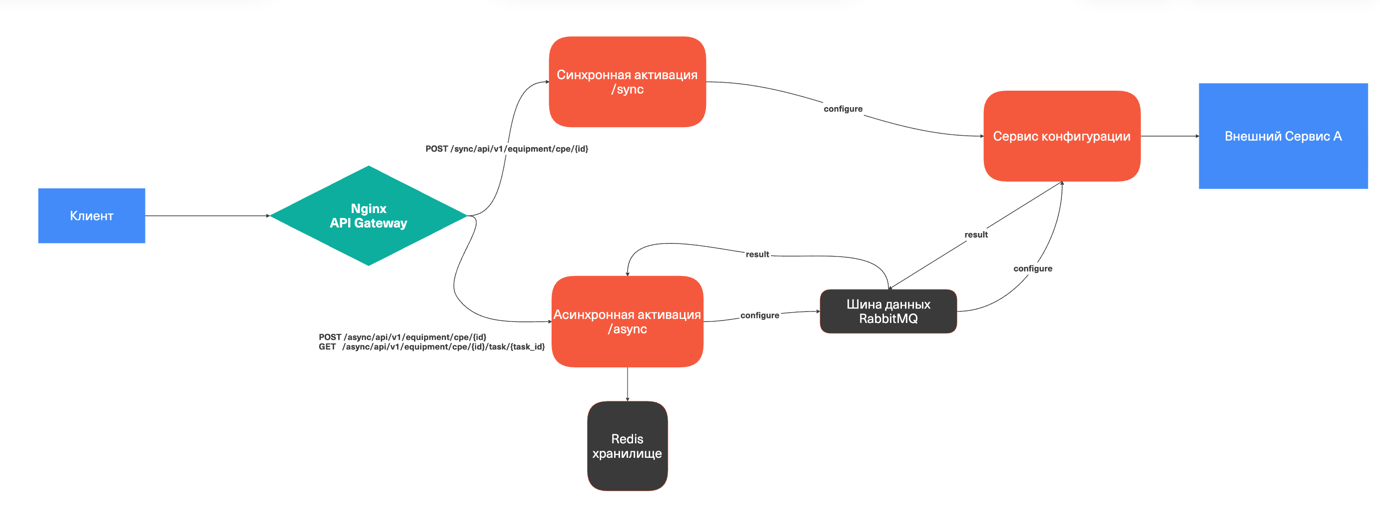 Синхронная активация
/sync
configure
Сервис конфигурации
Внешний Сервис А
POST /sync/api/v1/equipment/cpe/{id}
Клиент
Nginx
API Gateway
result
result
configure
Асинхронная активация
/async
configure
Шина данных
RabbitMQ
POST /async/api/v1/equipment/cpe/{id}
GET /async/api/v1/equipment/cpe/{id}/task/{task_id}
Redis
хранилище